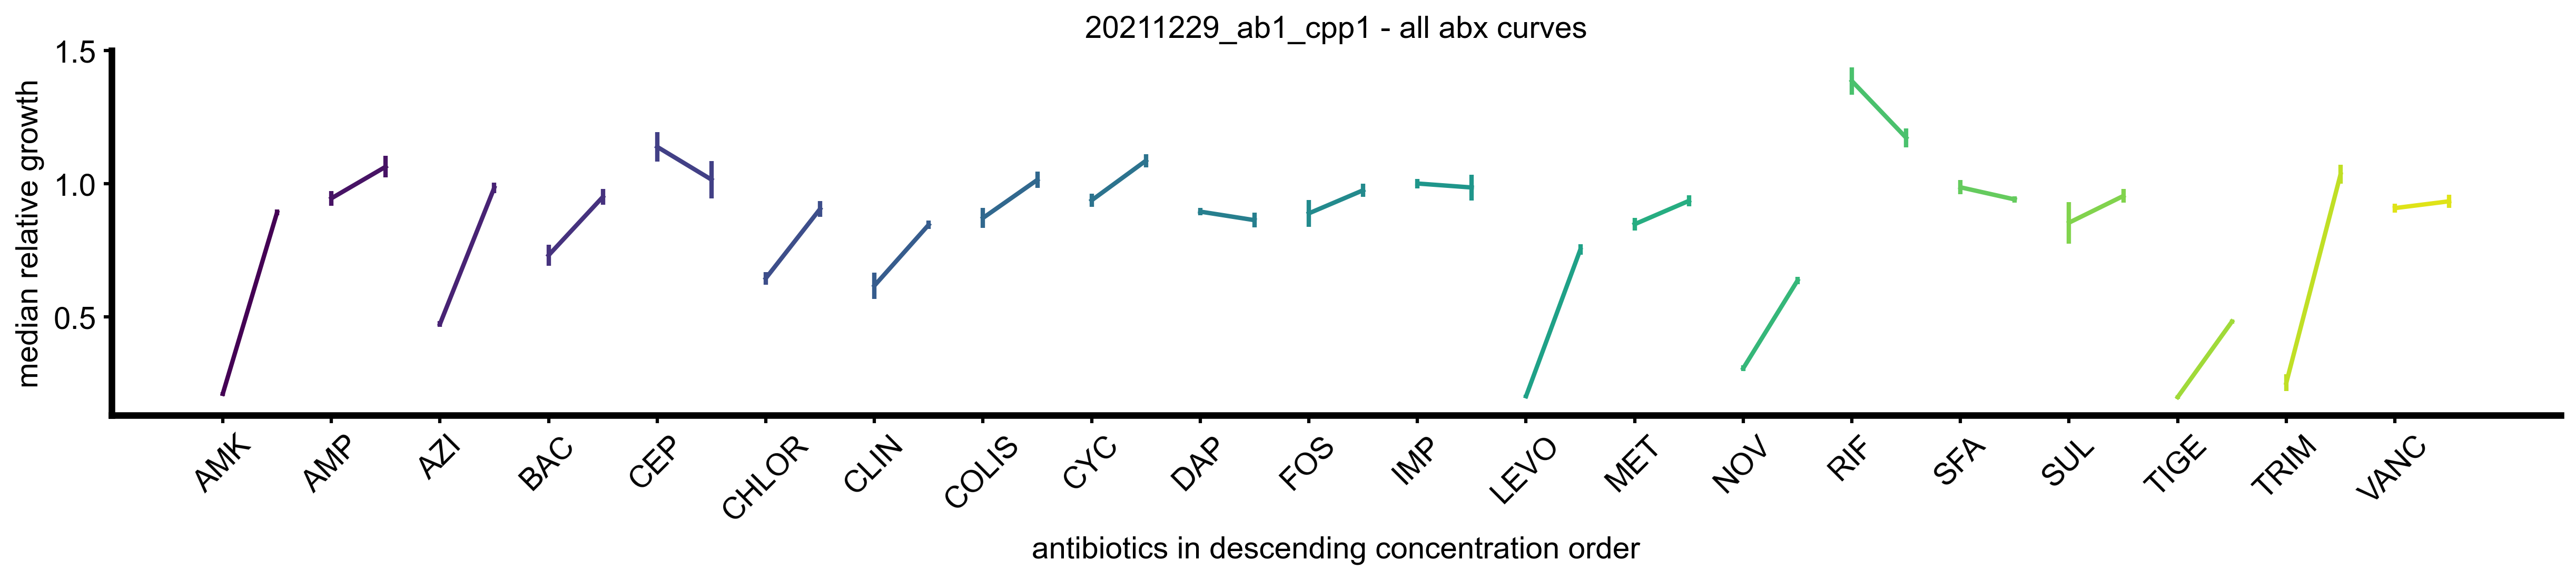 20211229_ab1_cpp1 - all abx curves
median relative growth
1.5
1.0
0.5
AMK AMP AZI BAC CEP CHLOR CLIN COLIS CYC DAP FOS IMP LEVO MET NOV RIF SFA SUL TIGE TRIM VANC
antibiotics in descending concentration order